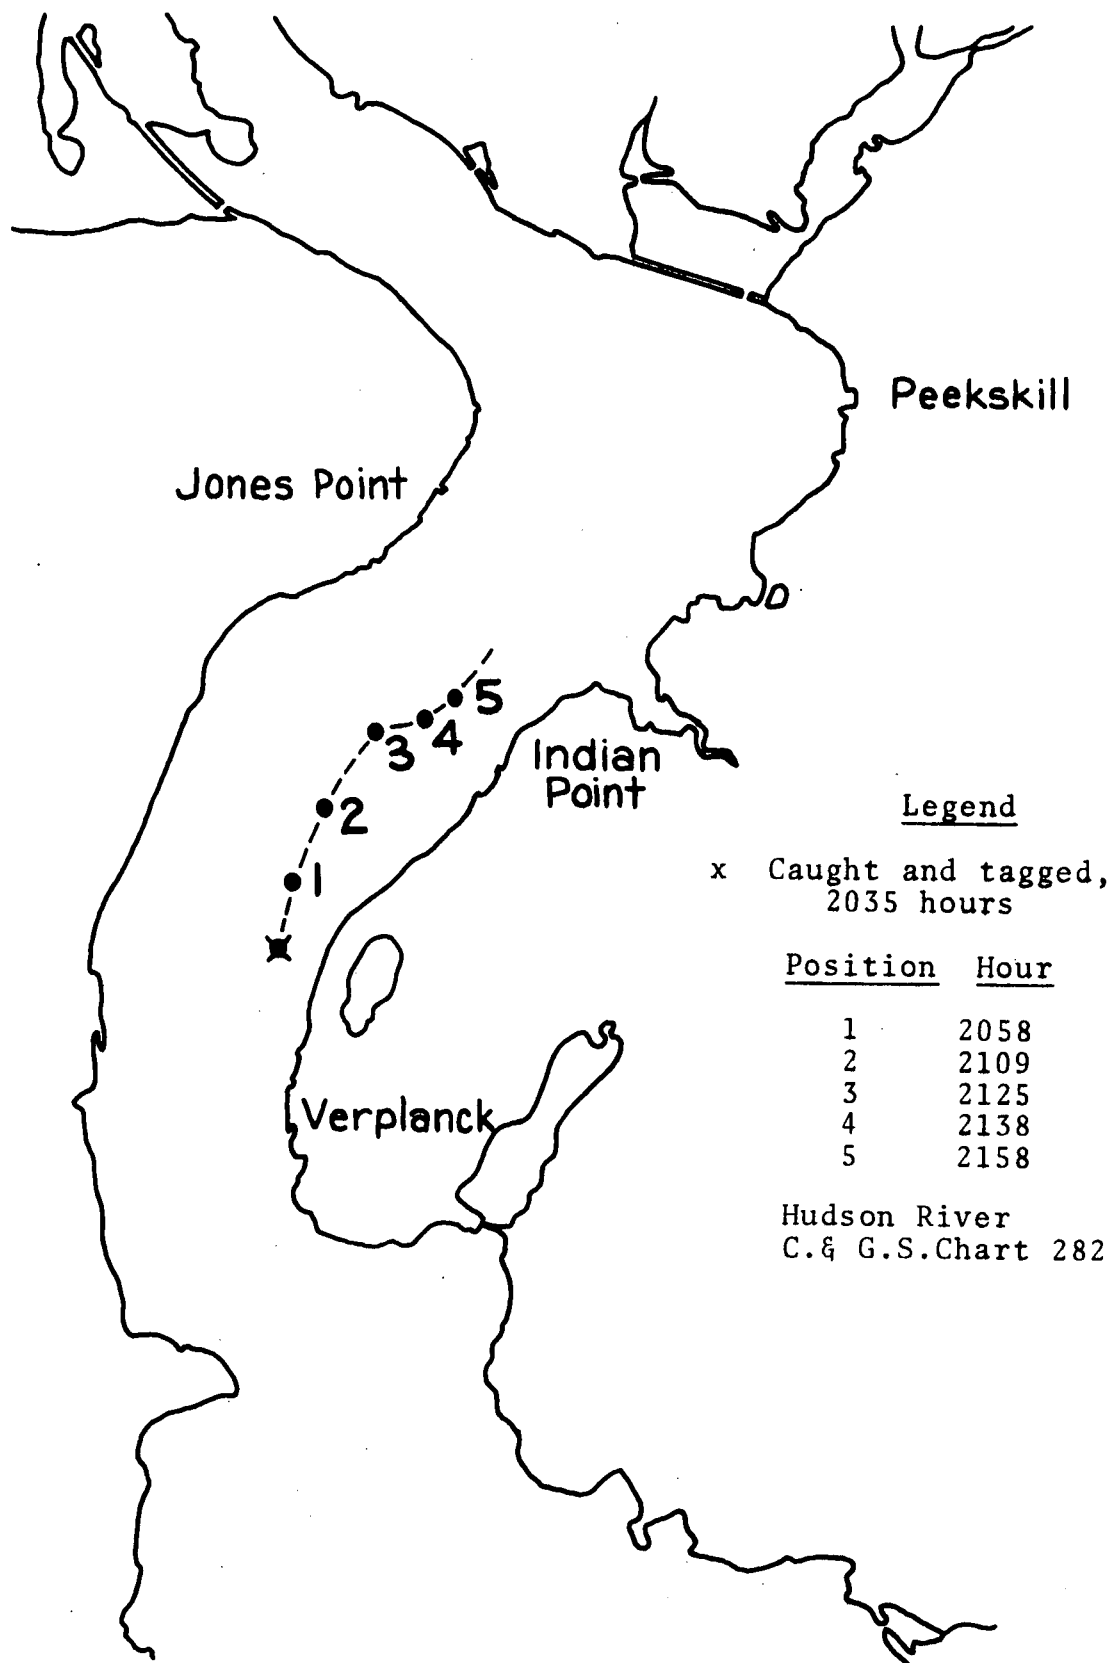 Peekskill
Jones Point
5
4
3
Indian
Point
2
1
Legend
x Caught and tagged,
2035 hours
Position Hour
1 2058
2 2109
3 2125
4 2138
5 2158
Verplanck
Hudson River
C.& G.S.Chart 282